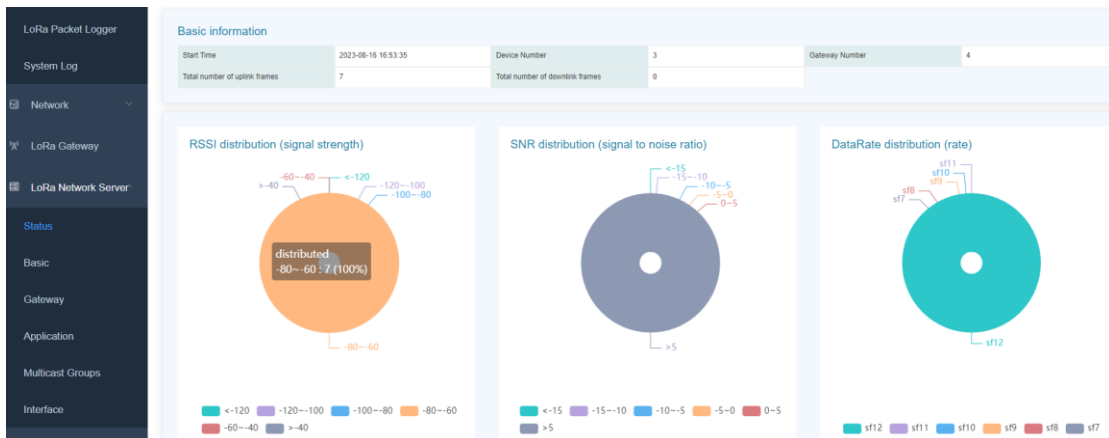 LoRa Packet Logger
System Log
Network
LoRa Gateway
LoRa Network Server
Status
Basic
Gateway
Application
Multicast Groups
Interface
Basic information
Start Time 2023-08-16 16:53:35 Device Number 3 Gateway Number 4
Total number of uplink frames 7 Total number of downlink frames 0
RSSI distribution (signal strength)
-60~-40 <-120
>-40 -120~-100
-100~-80
distributed
-80~-60 : 7 (100%)
-80~-60
<-120 -120~-100 -100~-80 -80~-60
-60~-40 >-40
SNR distribution (signal to noise ratio)
<-15
-15~-10
-10~-5
-5~0
0~5
>5
<-15 -15~-10 -10~-5 -5~0 0~5
>5
DataRate distribution (rate)
sf11
sf10
sf9
sf8
sf7
sf12
sf12 sf11 sf10 sf9 sf8 sf7